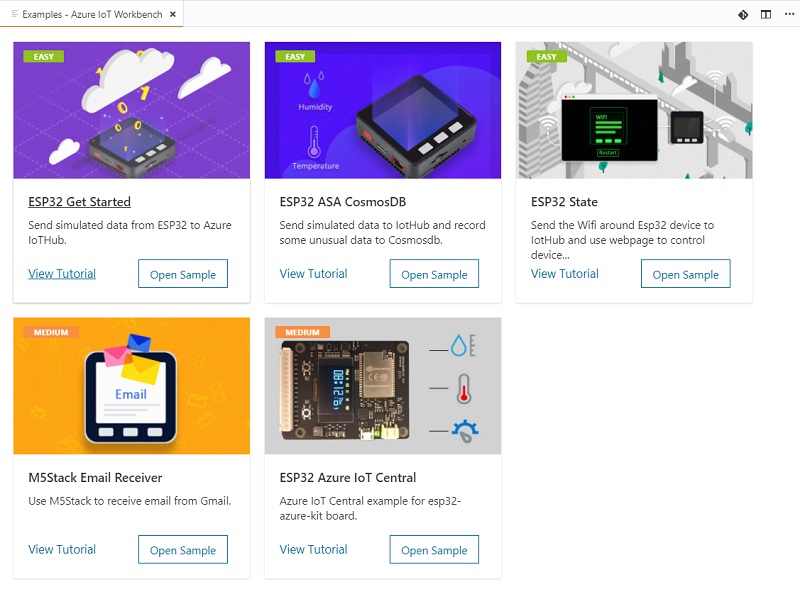 Examples - Azure IoT Workbench
EASY
1
0 1
0 0
Humidity
Temperature
EASY
EASY
WIFI
Restart
ESP32 Get Started
Send simulated data from ESP32 to Azure
IoTHub.
View Tutorial
Open Sample
ESP32 ASA CosmosDB
Send simulated data to IotHub and record
some unusual data to Cosmosdb.
View Tutorial
Open Sample
ESP32 State
Send the Wifi around Esp32 device to
IotHub and use webpage to control
device...
View Tutorial
Open Sample
MEDIUM
Email
M5Stack Email Receiver
Use M5Stack to receive email from Gmail.
View Tutorial
Open Sample
MEDIUM
ESP32 Azure IoT Central
Azure IoT Central example for esp32-
azure-kit board.
View Tutorial
Open Sample